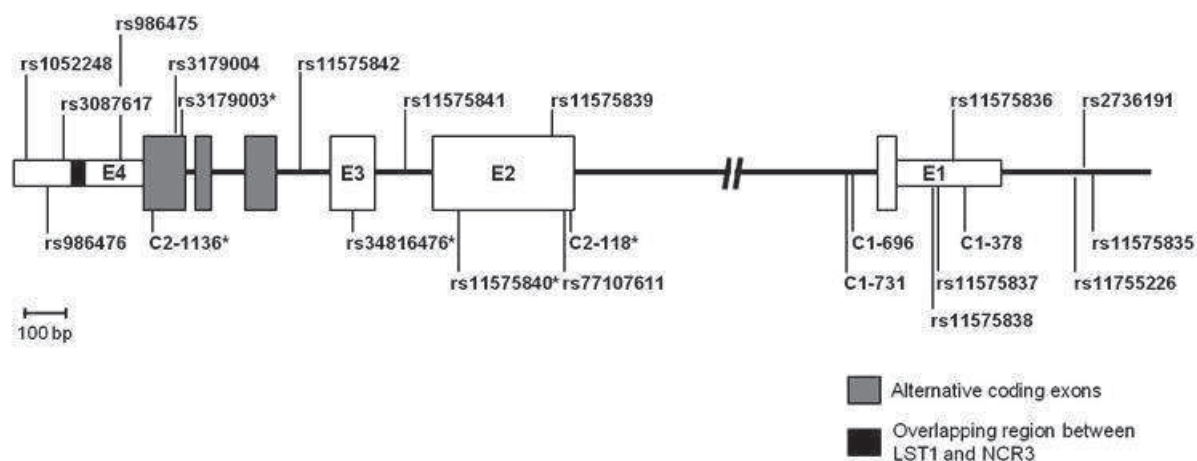 rs986475
rs1052248
rs3179004
rs11575842
rs3087617
rs3179003*
rs11575841
rs11575839
rs11575836
rs2736191
E4
E3
E2
E1
rs986476
C2-1136*
rs34816476*
C2-118*
C1-696
C1-378
rs11575835
rs11575840*
rs77107611
C1-731
rs11575837
rs11755226
rs11575838
100 bp
Alternative coding exons
Overlapping region between
LST1 and NCR3